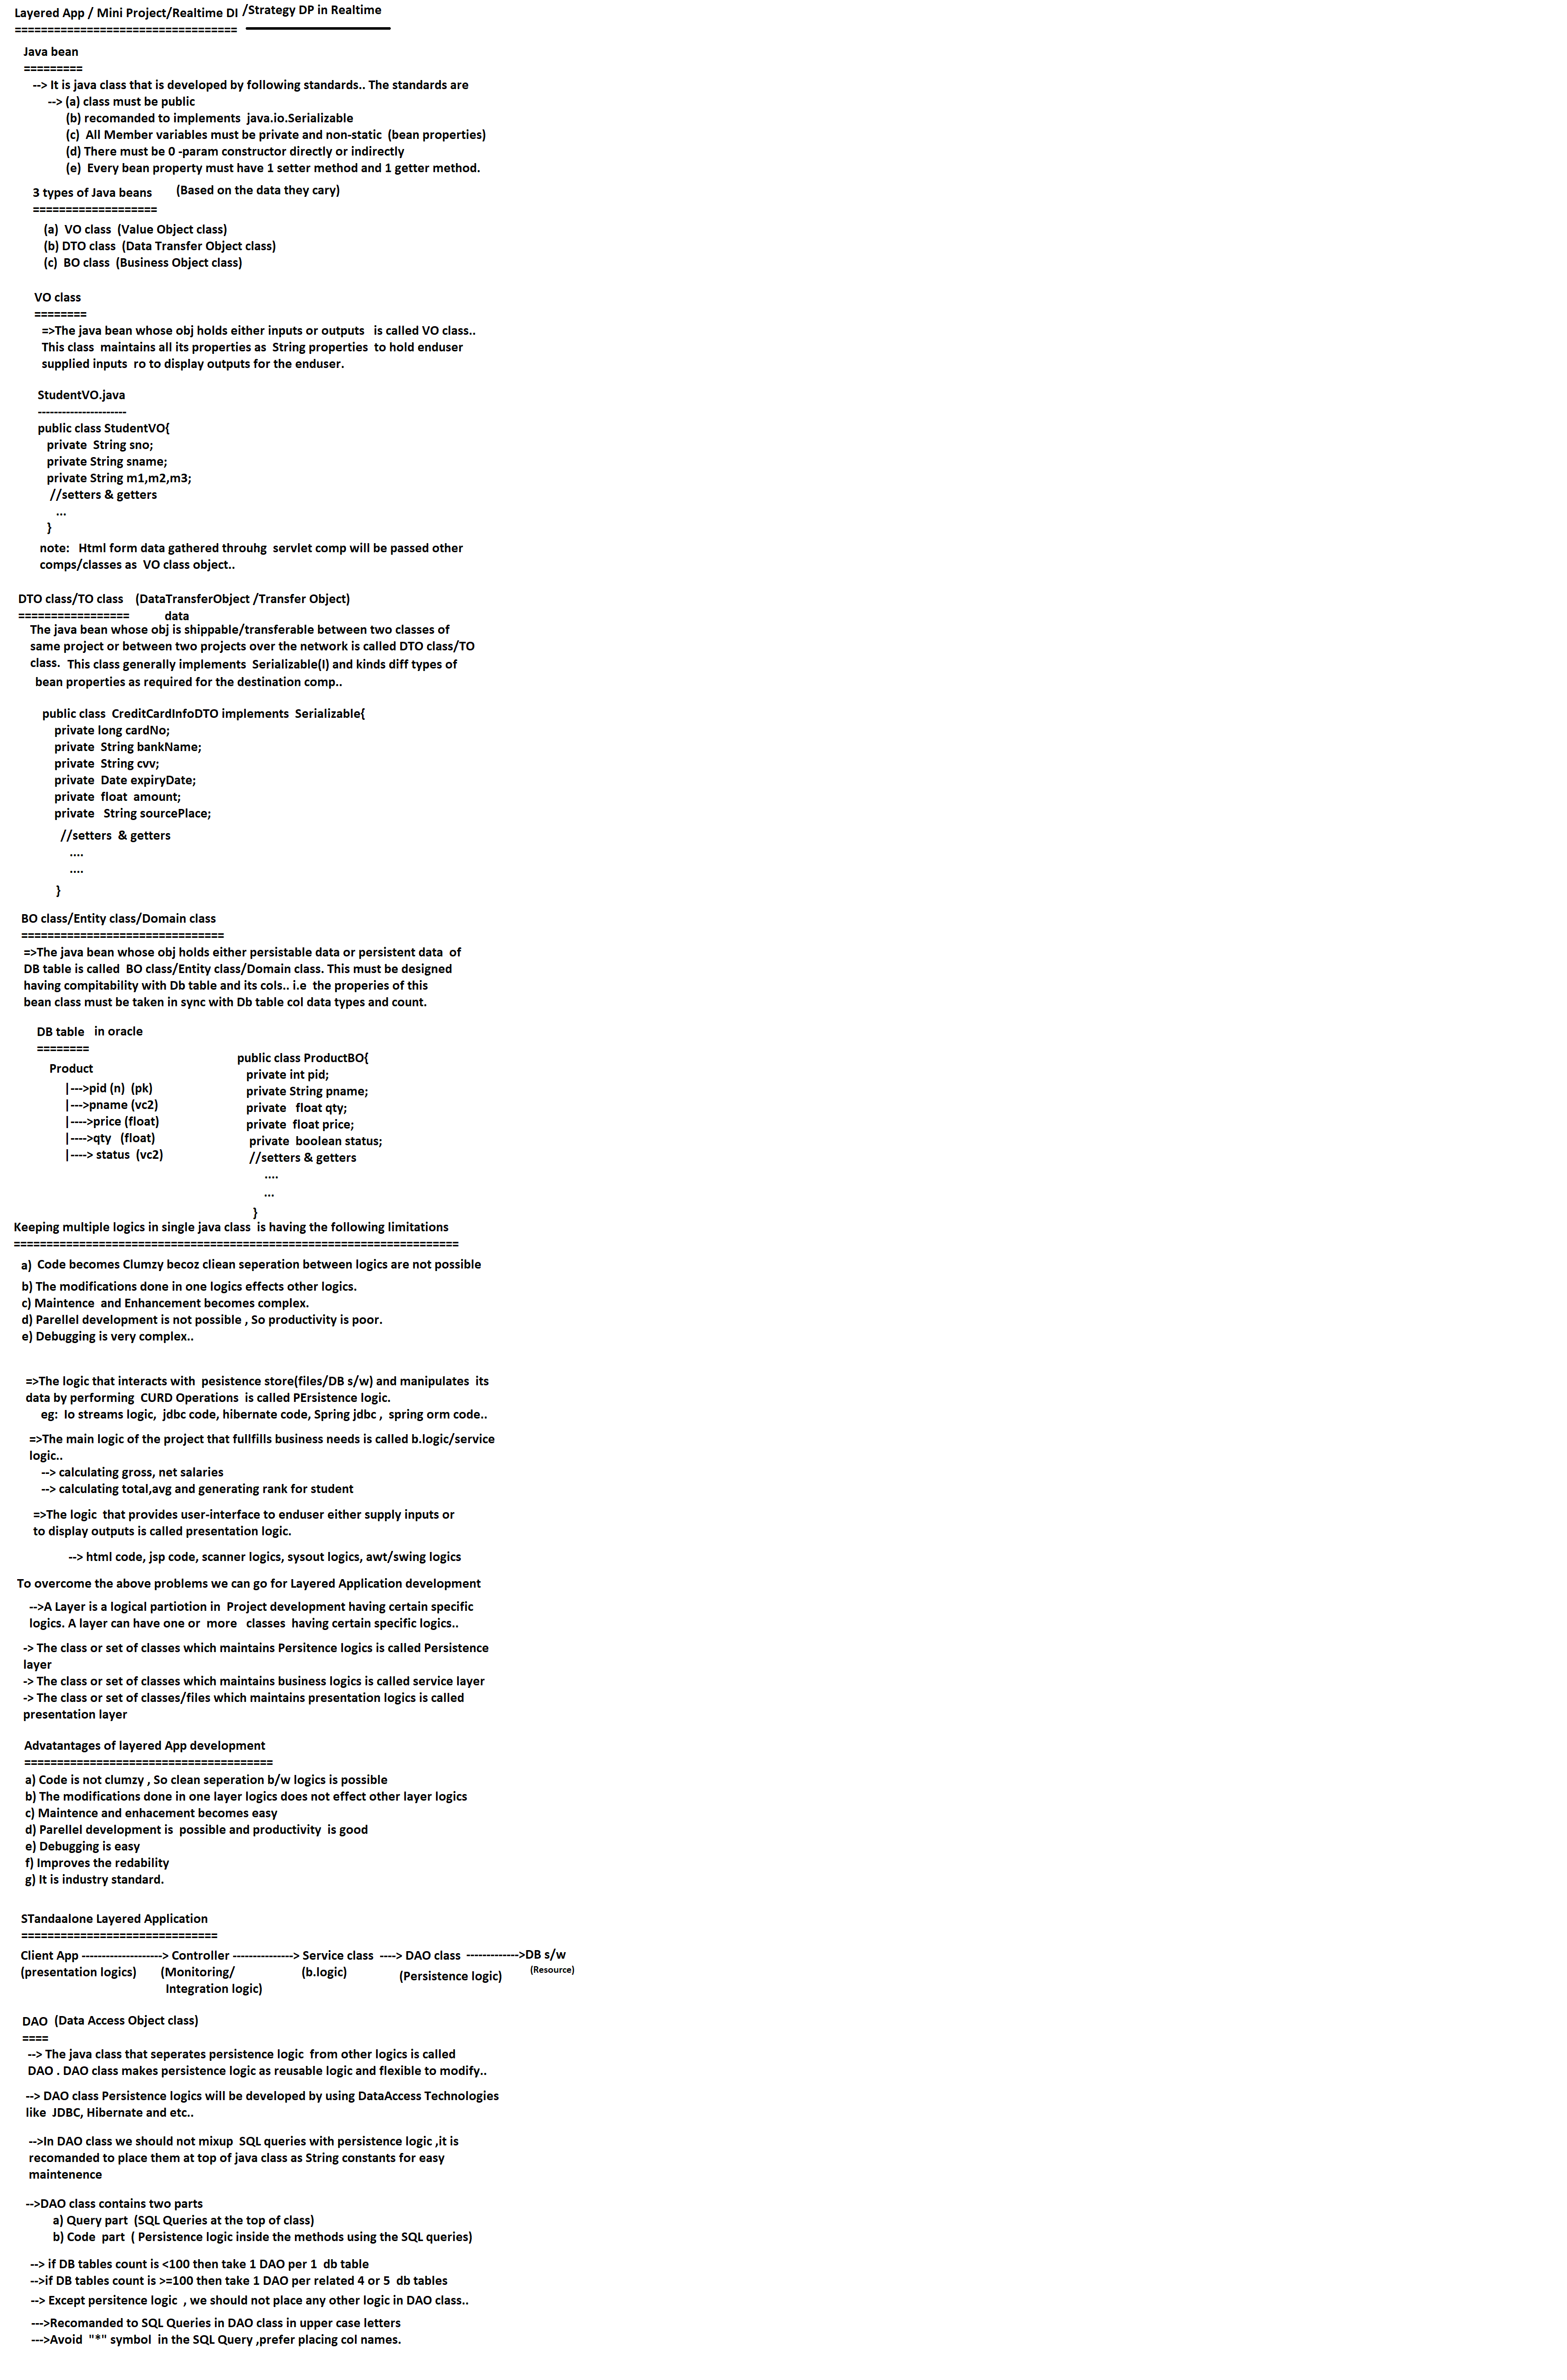 Layered App / Mini Project/Realtime DI /Strategy DP in Realtime
==================================
Java bean
=========
--> It is java class that is developed by following standards.. The standards are
--> (a) class must be public
(b) recomanded to implements java.io.Serializable
(c) All Member variables must be private and non-static (bean properties)
(d) There must be 0 -param constructor directly or indirectly
(e) Every bean property must have 1 setter method and 1 getter method.
3 types of Java beans (Based on the data they cary)
===================
(a) VO class (Value Object class)
(b) DTO class (Data Transfer Object class)
(c) BO class (Business Object class)
VO class
========
=>The java bean whose obj holds either inputs or outputs is called VO class..
This class maintains all its properties as String properties to hold enduser
supplied inputs ro to display outputs for the enduser.
StudentVO.java
----------------------
public class StudentVO{
private String sno;
private String sname;
private String m1,m2,m3;
//setters & getters
...
}
note: Html form data gathered throuhg servlet comp will be passed other
comps/classes as VO class object..
DTO class/TO class (DataTransferObject /Transfer Object)
================= data
The java bean whose obj is shippable/transferable between two classes of
same project or between two projects over the network is called DTO class/TO
class. This class generally implements Serializable(I) and kinds diff types of
bean properties as required for the destination comp..
public class CreditCardInfoDTO implements Serializable{
private long cardNo;
private String bankName;
private String cvv;
private Date expiryDate;
private float amount;
private String sourcePlace;
//setters & getters
....
....
}
BO class/Entity class/Domain class
===============================
=>The java bean whose obj holds either persistable data or persistent data of
DB table is called BO class/Entity class/Domain class. This must be designed
having compitability with Db table and its cols.. i.e the properies of this
bean class must be taken in sync with Db table col data types and count.
DB table in oracle
========
Product
|--->pid (n) (pk)
|--->pname (vc2)
|---->price (float)
|---->qty (float)
|----> status (vc2)
public class ProductBO{
private int pid;
private String pname;
private float qty;
private float price;
private boolean status;
//setters & getters
....
...
}
Keeping multiple logics in single java class is having the following limitations
====================================================================
a) Code becomes Clumzy becoz cliean seperation between logics are not possible
b) The modifications done in one logics effects other logics.
c) Maintence and Enhancement becomes complex.
d) Parellel development is not possible , So productivity is poor.
e) Debugging is very complex..
=>The logic that interacts with pesistence store(files/DB s/w) and manipulates its
data by performing CURD Operations is called PErsistence logic.
eg: Io streams logic, jdbc code, hibernate code, Spring jdbc , spring orm code..
=>The main logic of the project that fullfills business needs is called b.logic/service
logic..
--> calculating gross, net salaries
--> calculating total,avg and generating rank for student
=>The logic that provides user-interface to enduser either supply inputs or
to display outputs is called presentation logic.
--> html code, jsp code, scanner logics, sysout logics, awt/swing logics
To overcome the above problems we can go for Layered Application development
-->A Layer is a logical partiotion in Project development having certain specific
logics. A layer can have one or more classes having certain specific logics..
-> The class or set of classes which maintains Persitence logics is called Persistence
layer
-> The class or set of classes which maintains business logics is called service layer
-> The class or set of classes/files which maintains presentation logics is called
presentation layer
Advatantages of layered App development
======================================
a) Code is not clumzy , So clean seperation b/w logics is possible
b) The modifications done in one layer logics does not effect other layer logics
c) Maintence and enhacement becomes easy
d) Parellel development is possible and productivity is good
e) Debugging is easy
f) Improves the redability
g) It is industry standard.
STandaalone Layered Application
==============================
Client App --------------------> Controller ---------------> Service class ----> DAO class ------------->DB s/w
(presentation logics) (Monitoring/ (b.logic) (Persistence logic) (Resource)
Integration logic)
DAO (Data Access Object class)
====
--> The java class that seperates persistence logic from other logics is called
DAO . DAO class makes persistence logic as reusable logic and flexible to modify..
--> DAO class Persistence logics will be developed by using DataAccess Technologies
like JDBC, Hibernate and etc..
-->In DAO class we should not mixup SQL queries with persistence logic ,it is
recomanded to place them at top of java class as String constants for easy
maintenence
-->DAO class contains two parts
a) Query part (SQL Queries at the top of class)
b) Code part ( Persistence logic inside the methods using the SQL queries)
--> if DB tables count is <100 then take 1 DAO per 1 db table
-->if DB tables count is >=100 then take 1 DAO per related 4 or 5 db tables
--> Except persitence logic , we should not place any other logic in DAO class..
--->Recomanded to SQL Queries in DAO class in upper case letters
--->Avoid "*" symbol in the SQL Query ,prefer placing col names.